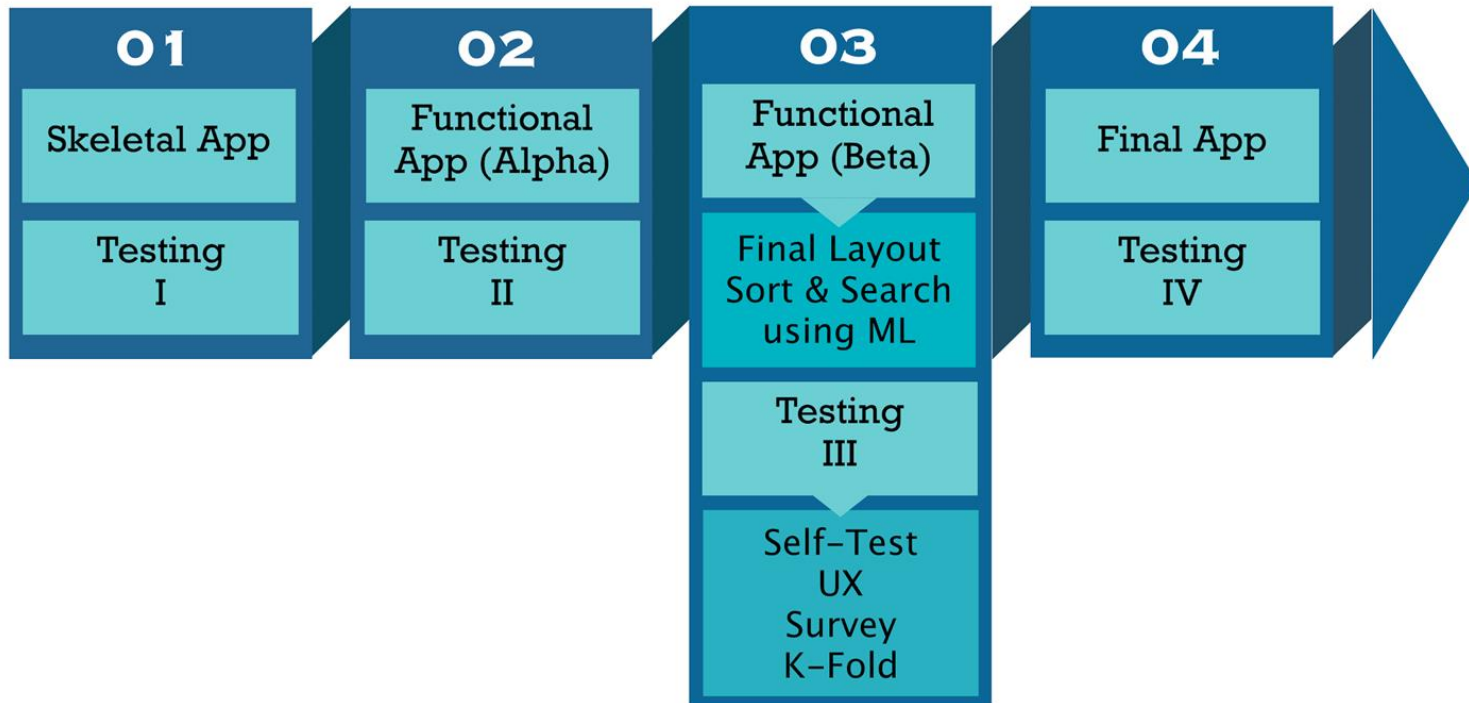 01
Skeletal App
Testing
I
02
Functional
App (Alpha)
Testing
II
03
Functional
App (Beta)
Final Layout
Sort & Search
using ML
Testing
III
Self-Test
UX
Survey
K-Fold
04
Final App
Testing
IV